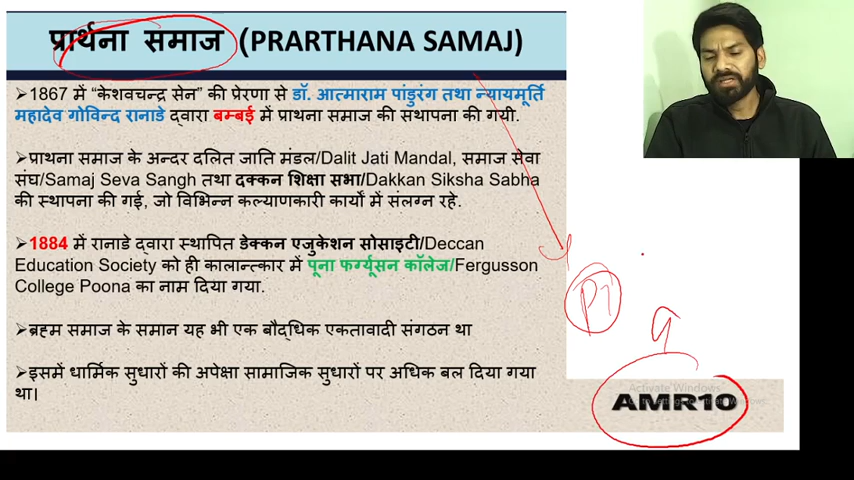 प्रार्थना समाज (PRARTHANA SAMAJ)
➢1867 में “केशवचन्द्र सेन” की प्रेरणा से डॉ. आत्माराम पांडुरंग तथा न्यायमूर्ति
महादेव गोविन्द रानाडे द्वारा बम्बई में प्राथना समाज की सथापना की गयी.
➢प्राथना समाज के अन्दर दलित जाति मंडल/Dalit Jati Mandal, समाज सेवा
संघ/Samaj Seva Sangh तथा दक्कन शिक्षा सभा/Dakkan Siksha Sabha
की स्थापना की गई, जो विभिन्न कल्याणकारी कार्यों में संलग्न रहे.
➢1884 में रानाडे द्वारा स्थापित डेक्कन एजुकेशन सोसाइटी/Deccan
Education Society को ही कालान्त्कार में पूना फर्ग्यूसन कॉलेज/Fergusson
College Poona का नाम दिया गया.
➢ब्रह्म समाज के समान यह भी एक बौद्धिक एकतावादी संगठन था
➢इसमें धार्मिक सुधारों की अपेक्षा सामाजिक सुधारों पर अधिक बल दिया गया
था।
Activate Windows
AMR10